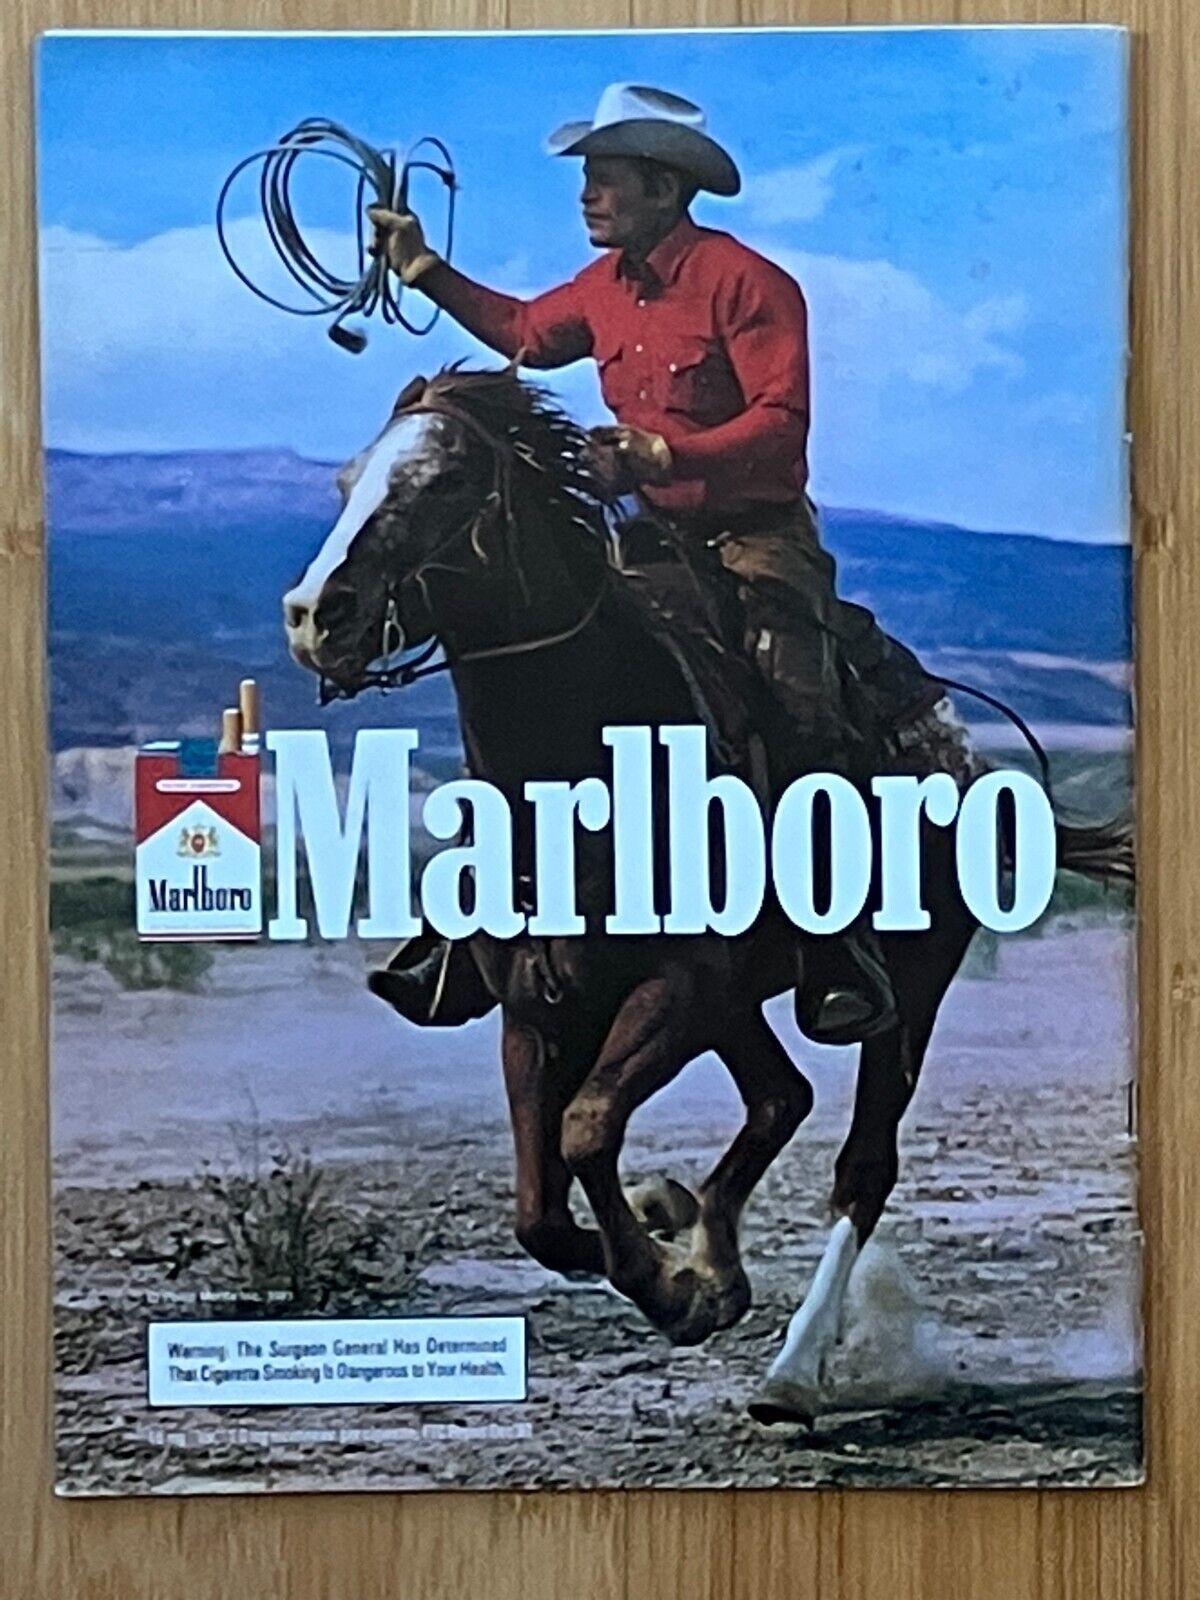 Marlboro
Marlboro
Warning: The Surgeon General Has Determined
That Cigarette Smoking Is Dangerous to Your Health.